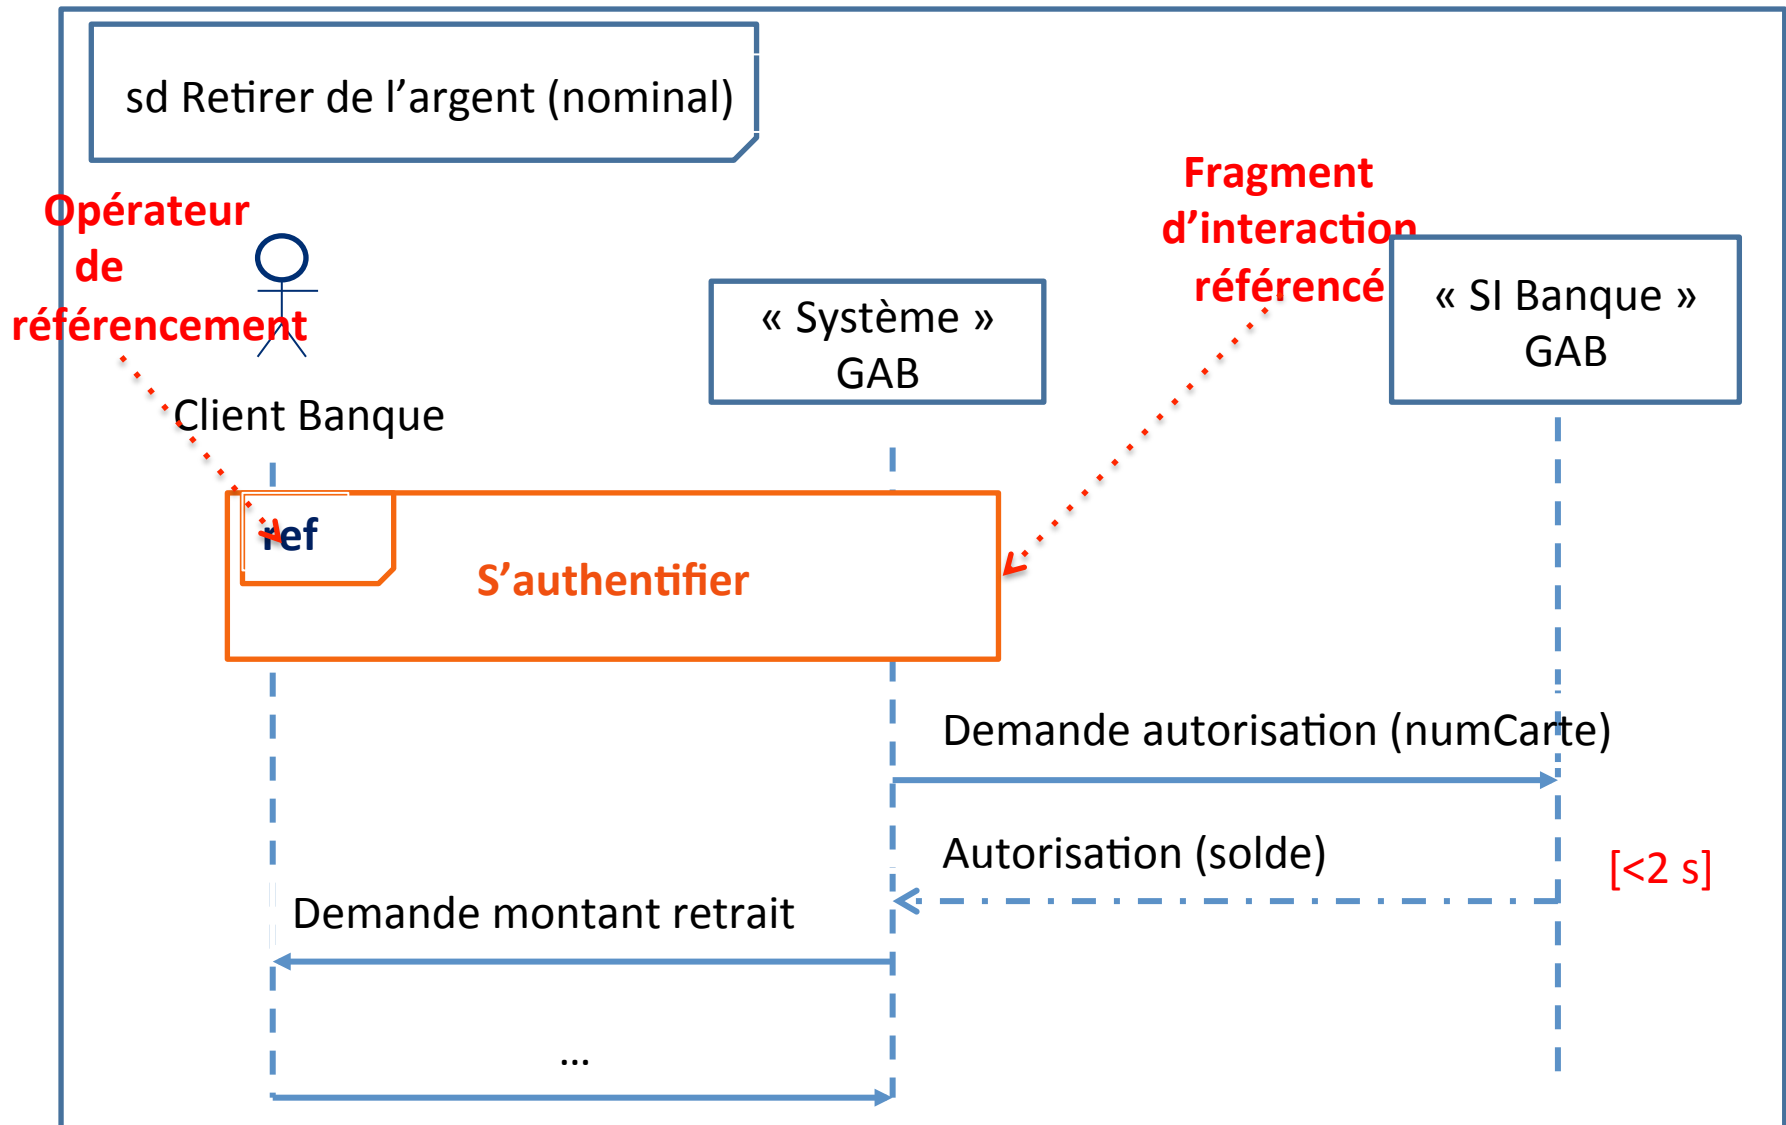 sd Retirer de l’argent (nominal)
Opérateur
de
référencement
Fragment
d’interaction
référencé
Client Banque
« Système »
GAB
« SI Banque »
GAB
ref
S’authentifier
Demande autorisation (numCarte)
Autorisation (solde)
[<2 s]
Demande montant retrait
...